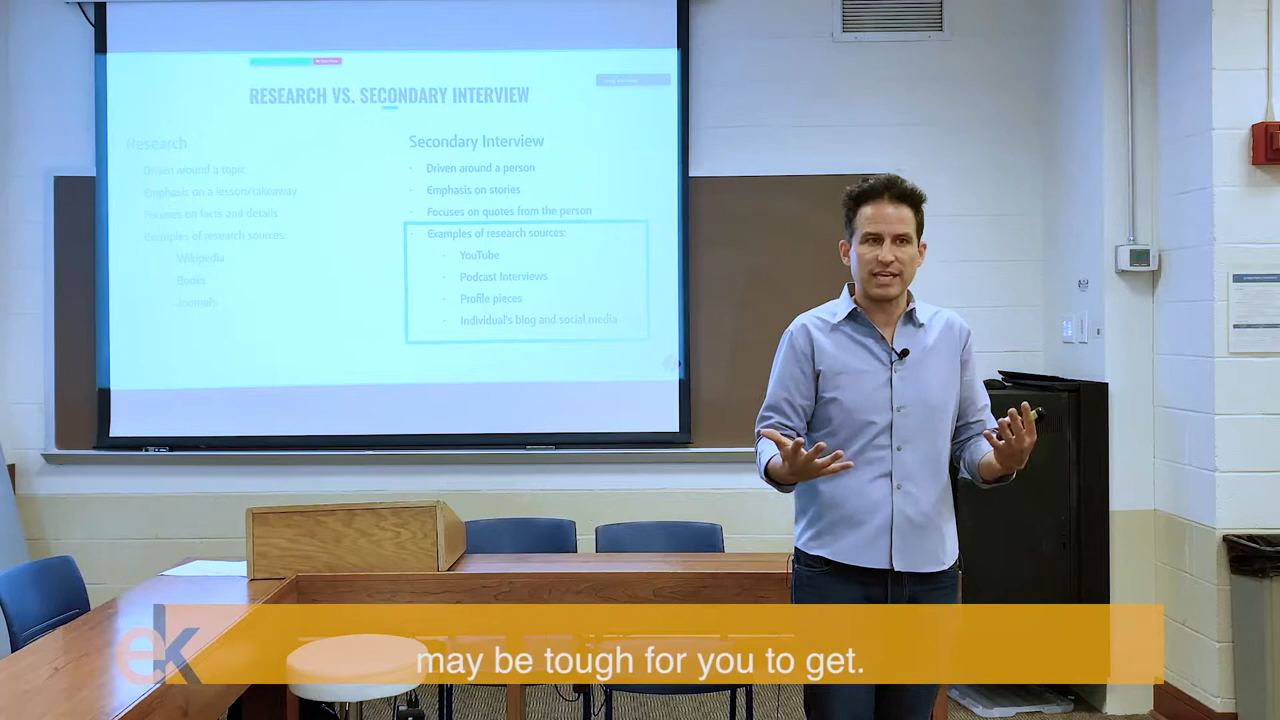 RESEARCH VS. SECONDARY INTERVIEW
Research
Driven around a topic
Emphasis on a lesson/takeaway
Focuses on facts and details
Examples of research sources:
Wikipedia
Books
Journals
Secondary Interview
Driven around a person
Emphasis on stories
Focuses on quotes from the person
Examples of research sources:
YouTube
Podcast Interviews
Profile pieces
Individual's blog and social media
ek
may be tough for you to get.